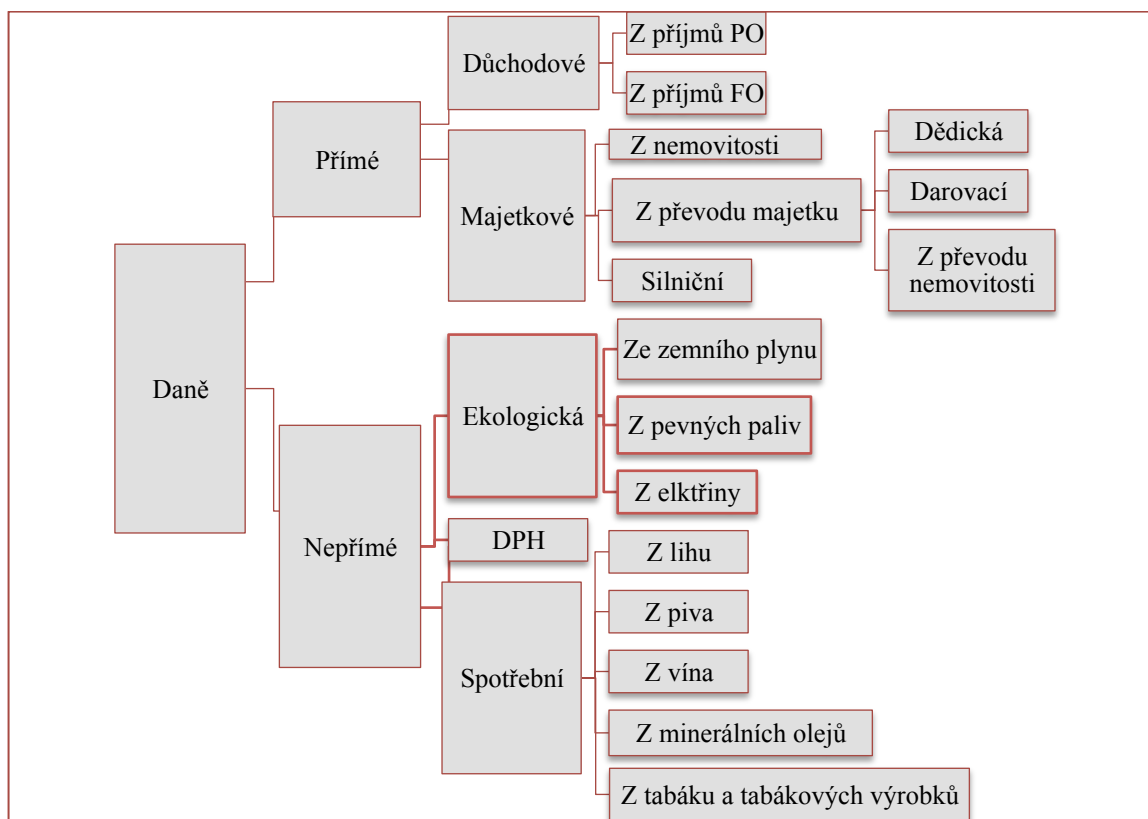 Daně
Přímé
Důchodové
Z příjmů PO
Z příjmů FO
Majetkové
Z nemovitosti
Z převodu majetku
Dědická
Darovací
Z převodu
nemovitosti
Silniční
Nepřímé
Ekologická
Ze zemního plynu
Z pevných paliv
Z elktřiny
DPH
Spotřební
Z lihu
Z piva
Z vína
Z minerálních olejů
Z tabáku a tabákových výrobků